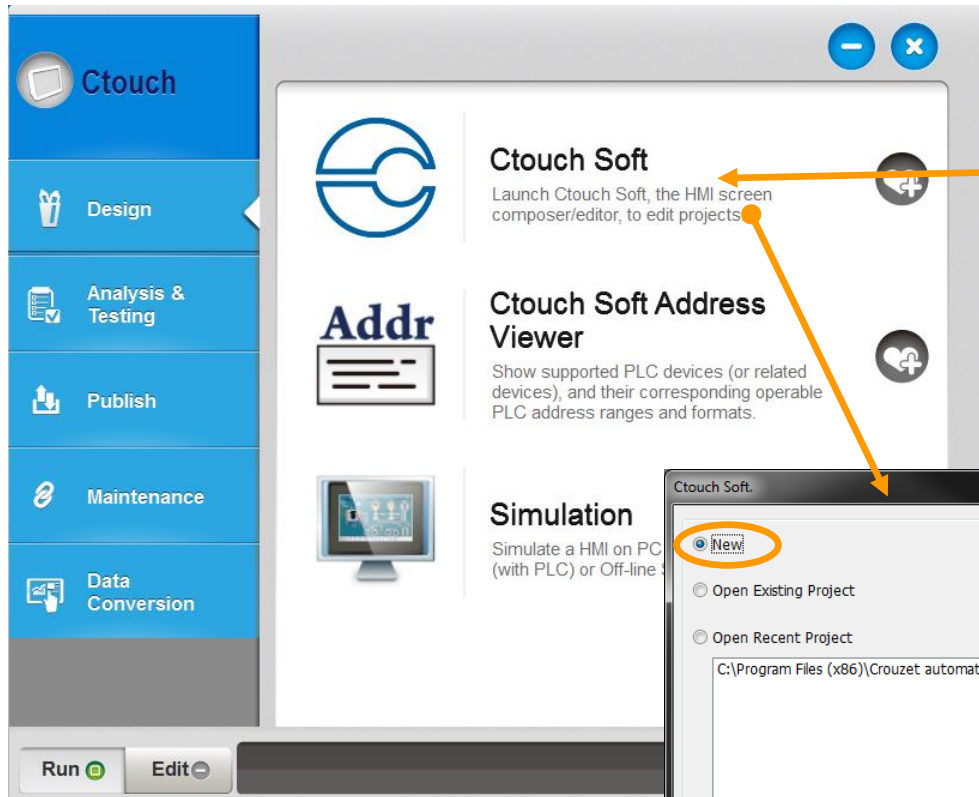 Ctouch
Design
Analysis &
Testing
Publish
Maintenance
Data
Conversion
Ctouch Soft
Launch Ctouch Soft, the HMI screen
composer/editor, to edit projects
Addr
Ctouch Soft Address
Viewer
Show supported PLC devices (or related
devices), and their corresponding operable
PLC address ranges and formats.
Simulation
Simulate a HMI on PC
(with PLC) or Off-line
Ctouch Soft.
New
Open Existing Project
Open Recent Project
C:\Program Files (x86)\Crouzet automat
Run
Edit